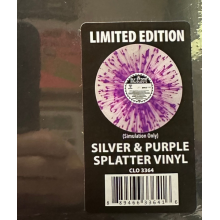 LIMITED EDITION
(Simulation Only)
SILVER & PURPLE
SPLATTER VINYL
CLO 3364